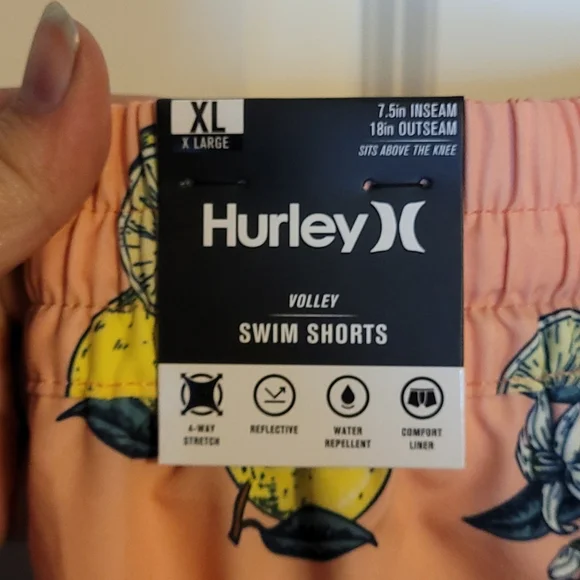 XL
X LARGE
7.5in INSEAM
18in OUTSEAM
SITS ABOVE THE KNEE
Hurley
VOLLEY
SWIM SHORTS
4-WAY
STRETCH
REFLECTIVE
WATER
REPELLENT
COMFORT
LINER